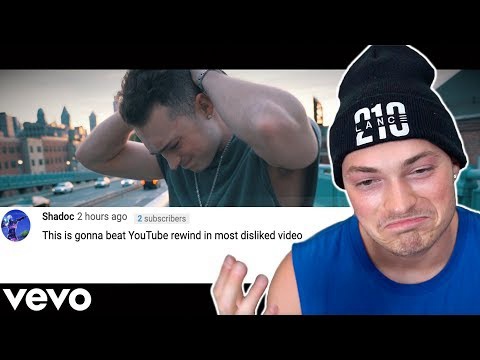 210
LANCE
Shadoc 2 hours ago 2 subscribers
This is gonna beat YouTube rewind in most disliked video
vevo